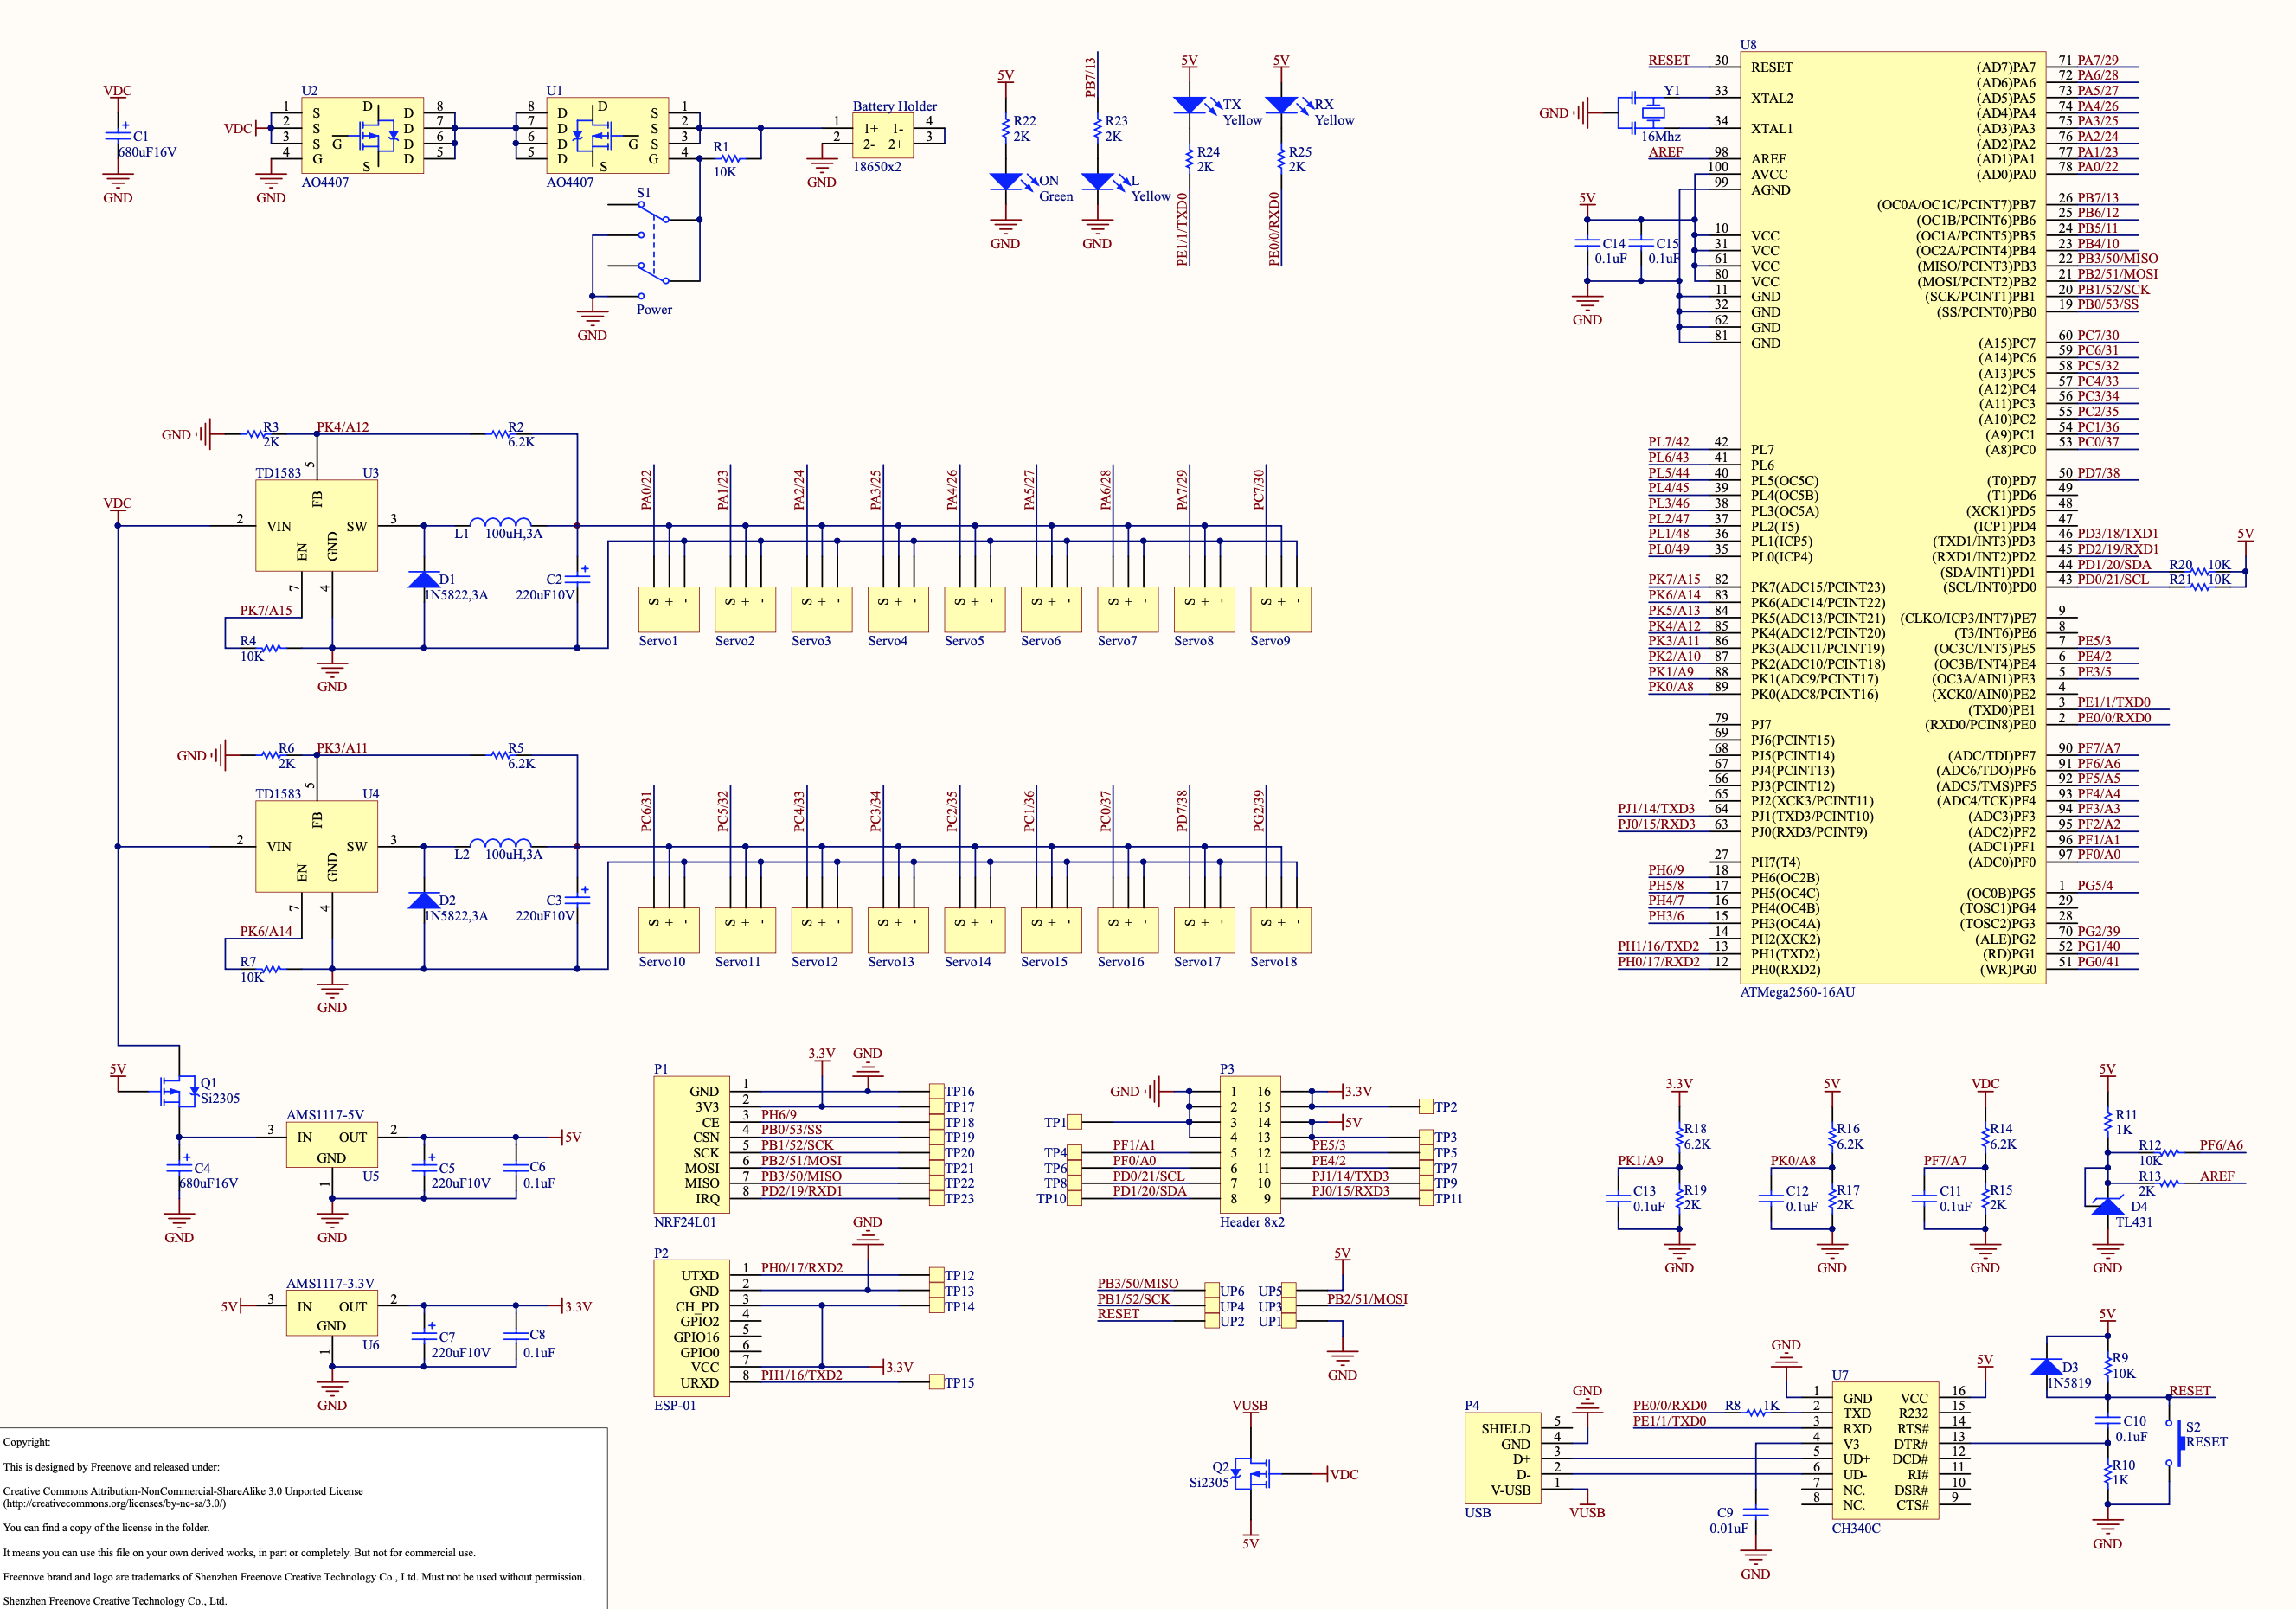 VDC
C1
680uF16V
GND
U2
1 S D D 8
2 S D 7
3 S D 6
4 G G D 5
S
VDC
AO4407
GND
U1
8 D D S 1
7 D S 2
6 D S 3
5 D G G 4
S
AO4407
R1
10K
S1
Power
GND
Battery Holder
1 1+ 1- 4
2 2- 2+ 3
18650x2
GND
5V
R22
2K
ON
Green
GND
PB7/13
R23
2K
L
Yellow
GND
5V
TX
Yellow
R24
2K
PE1/1/TXD0
5V
RX
Yellow
R25
2K
PE0/0/RXD0
U8
RESET 30 RESET
33 XTAL2
34 XTAL1
Y1
16Mhz
GND
AREF 98 AREF
100 AVCC
99 AGND
5V
C14
0.1uF
C15
0.1uF
GND
10 VCC
31 VCC
61 VCC
80 VCC
11 GND
32 GND
62 GND
81 GND
PL7/42 42 PL7
PL6/43 41 PL6
PL5/44 40 PL5(OC5C)
PL4/45 39 PL4(OC5B)
PL3/46 38 PL3(OC5A)
PL2/47 37 PL2(T5)
PL1/48 36 PL1(ICP5)
PL0/49 35 PL0(ICP4)
PK7/A15 82 PK7(ADC15/PCINT23)
PK6/A14 83 PK6(ADC14/PCINT22)
PK5/A13 84 PK5(ADC13/PCINT21)
PK4/A12 85 PK4(ADC12/PCINT20)
PK3/A11 86 PK3(ADC11/PCINT19)
PK2/A10 87 PK2(ADC10/PCINT18)
PK1/A9 88 PK1(ADC9/PCINT17)
PK0/A8 89 PK0(ADC8/PCINT16)
79 PJ7
69 PJ6(PCINT15)
68 PJ5(PCINT14)
67 PJ4(PCINT13)
66 PJ3(PCINT12)
65 PJ2(XCK3/PCINT11)
PJ1/14/TXD3 64 PJ1(TXD3/PCINT10)
PJ0/15/RXD3 63 PJ0(RXD3/PCINT9)
27 PH7(T4)
PH6/9 18 PH6(OC2B)
PH5/8 17 PH5(OC4C)
PH4/7 16 PH4(OC4B)
PH3/6 15 PH3(OC4A)
14 PH2(XCK2)
PH1/16/TXD2 13 PH1(TXD2)
PH0/17/RXD2 12 PH0(RXD2)
(AD7)PA7 71 PA7/29
(AD6)PA6 72 PA6/28
(AD5)PA5 73 PA5/27
(AD4)PA4 74 PA4/26
(AD3)PA3 75 PA3/25
(AD2)PA2 76 PA2/24
(AD1)PA1 77 PA1/23
(AD0)PA0 78 PA0/22
(OC0A/OC1C/PCINT7)PB7 26 PB7/13
(OC1B/PCINT6)PB6 25 PB6/12
(OC1A/PCINT5)PB5 24 PB5/11
(OC2A/PCINT4)PB4 23 PB4/10
(MISO/PCINT3)PB3 22 PB3/50/MISO
(MOSI/PCINT2)PB2 21 PB2/51/MOSI
(SCK/PCINT1)PB1 20 PB1/52/SCK
(SS/PCINT0)PB0 19 PB0/53/SS
(A15)PC7 60 PC7/30
(A14)PC6 59 PC6/31
(A13)PC5 58 PC5/32
(A12)PC4 57 PC4/33
(A11)PC3 56 PC3/34
(A10)PC2 55 PC2/35
(A9)PC1 54 PC1/36
(A8)PC0 53 PC0/37
(T0)PD7 50 PD7/38
(T1)PD6 49
(XCK1)PD5 48
(ICP1)PD4 47
(TXD1/INT3)PD3 46 PD3/18/TXD1
(RXD1/INT2)PD2 45 PD2/19/RXD1
(SDA/INT1)PD1 44 PD1/20/SDA R20 10K
(SCL/INT0)PD0 43 PD0/21/SCL R21 10K
5V
(CLKO/ICP3/INT7)PE7 9
(T3/INT6)PE6 8
(OC3C/INT5)PE5 7 PE5/3
(OC3B/INT4)PE4 6 PE4/2
(OC3A/AIN1)PE3 5 PE3/5
(XCK0/AIN0)PE2 4
(TXD0)PE1 3 PE1/1/TXD0
(RXD0/PCIN8)PE0 2 PE0/0/RXD0
(ADC/TDI)PF7 90 PF7/A7
(ADC6/TDO)PF6 91 PF6/A6
(ADC5/TMS)PF5 92 PF5/A5
(ADC4/TCK)PF4 93 PF4/A4
(ADC3)PF3 94 PF3/A3
(ADC2)PF2 95 PF2/A2
(ADC1)PF1 96 PF1/A1
(ADC0)PF0 97 PF0/A0
(OC0B)PG5 1 PG5/4
(TOSC1)PG4 29
(TOSC2)PG3 28
(ALE)PG2 70 PG2/39
(RD)PG1 52 PG1/40
(WR)PG0 51 PG0/41
ATMega2560-16AU
GND R3 2K PK4/A12 R2 6.2K
TD1583 U3
5 FB
VDC
2 VIN SW 3
EN GND
7 4
L1 100uH,3A
D1
1N5822,3A
C2
220uF10V
PK7/A15
R4
10K
GND
PA0/22 PA1/23 PA2/24 PA3/25 PA4/26 PA5/27 PA6/28 PA7/29 PC7/30
S + - S + - S + - S + - S + - S + - S + - S + - S + -
Servo1 Servo2 Servo3 Servo4 Servo5 Servo6 Servo7 Servo8 Servo9
GND R6 2K PK3/A11 R5 6.2K
TD1583 U4
5 FB
2 VIN SW 3
EN GND
7 4
L2 100uH,3A
D2
1N5822,3A
C3
220uF10V
PK6/A14
R7
10K
GND
PC6/31 PC5/32 PC4/33 PC3/34 PC2/35 PC1/36 PC0/37 PD7/38 PG2/39
S + - S + - S + - S + - S + - S + - S + - S + - S + -
Servo10 Servo11 Servo12 Servo13 Servo14 Servo15 Servo16 Servo17 Servo18
5V
Q1
Si2305
AMS1117-5V
3 IN OUT 2 5V
GND
1 U5
C4
680uF16V
C5
220uF10V
C6
0.1uF
GND GND
AMS1117-3.3V
5V 3 IN OUT 2 3.3V
GND
1 U6
C7
220uF10V
C8
0.1uF
GND
3.3V GND
P1
GND 1 TP16
3V3 2 TP17
CE 3 PH6/9 TP18
CSN 4 PB0/53/SS TP19
SCK 5 PB1/52/SCK TP20
MOSI 6 PB2/51/MOSI TP21
MISO 7 PB3/50/MISO TP22
IRQ 8 PD2/19/RXD1 TP23
NRF24L01
GND
P2
UTXD 1 PH0/17/RXD2 TP12
GND 2 TP13
CH_PD 3 TP14
GPIO2 4
GPIO16 5
GPIO0 6
VCC 7 3.3V
URXD 8 PH1/16/TXD2 TP15
ESP-01
P3
GND 1 16 3.3V
2 15 TP2
TP1 3 14 5V
4 13 TP3
TP4 PF1/A1 5 12 PE5/3 TP5
TP6 PF0/A0 6 11 PE4/2 TP7
TP8 PD0/21/SCL 7 10 PJ1/14/TXD3 TP9
TP10 PD1/20/SDA 8 9 PJ0/15/RXD3 TP11
Header 8x2
5V
PB3/50/MISO UP6 UP5
PB1/52/SCK UP4 UP3 PB2/51/MOSI
RESET UP2 UP1
GND
VUSB
Q2
Si2305
VDC
5V
3.3V
R18
6.2K
PK1/A9
C13
0.1uF
R19
2K
GND
5V
R16
6.2K
PK0/A8
C12
0.1uF
R17
2K
GND
VDC
R14
6.2K
PF7/A7
C11
0.1uF
R15
2K
GND
5V
R11
1K
R12 PF6/A6
10K
R13 AREF
2K
D4
TL431
GND
P4
SHIELD 5
GND 4
D+ 3
D- 2
V-USB 1
USB
GND
VUSB
GND
PE0/0/RXD0 R8 1K
PE1/1/TXD0
C9
0.01uF
GND
U7
1 GND VCC 16
2 TXD R232 15
3 RXD RTS# 14
4 V3 DTR# 13
5 UD+ DCD# 12
6 UD- RI# 11
7 NC. DSR# 10
8 NC. CTS# 9
CH340C
5V
5V
D3
1N5819
R9
10K
RESET
C10
0.1uF
S2
RESET
R10
1K
GND
Copyright:
This is designed by Freenove and released under:
Creative Commons Attribution-NonCommercial-ShareAlike 3.0 Unported License
(http://creativecommons.org/licenses/by-nc-sa/3.0/)
You can find a copy of the license in the folder.
It means you can use this file on your own derived works, in part or completely. But not for commercial use.
Freenove brand and logo are trademarks of Shenzhen Freenove Creative Technology Co., Ltd. Must not be used without permission.
Shenzhen Freenove Creative Technology Co., Ltd.